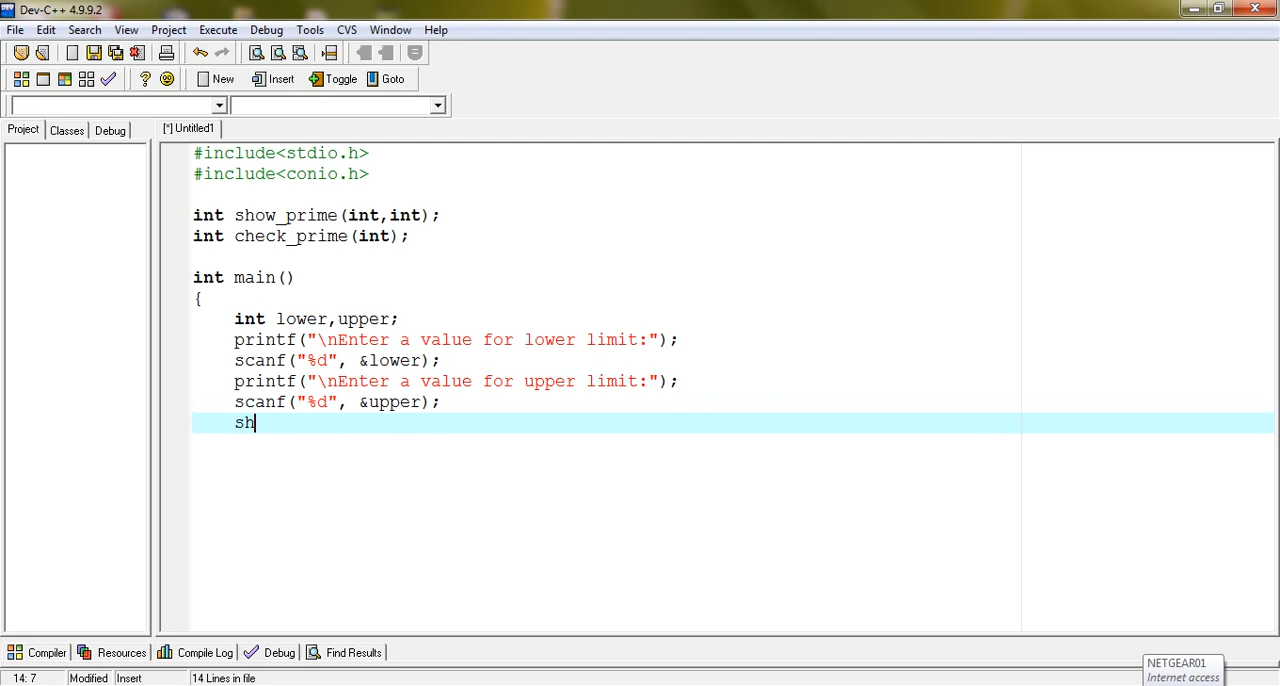 Dev-C++ 4.9.9.2
File Edit Search View Project Execute Debug Tools CVS Window Help
New Insert Toggle Goto
Project Classes Debug [*] Untitled1
#include<stdio.h>
#include<conio.h>
int show_prime(int,int);
int check_prime(int);
int main()
{
int lower,upper;
printf("\nEnter a value for lower limit:");
scanf("%d", &lower);
printf("\nEnter a value for upper limit:");
scanf("%d", &upper);
sh
Compiler Resources Compile Log Debug Find Results
NETGEAR01
Internet access
14: 7 Modified Insert 14 Lines in file